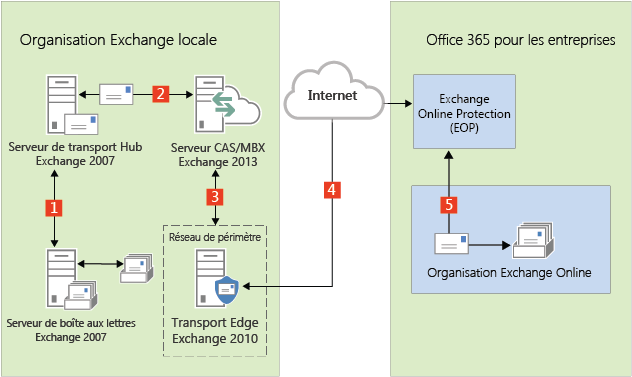 Organisation Exchange locale
Office 365 pour les entreprises
2
Serveur de transport Hub
Exchange 2007
Serveur CAS/MBX
Exchange 2013
Internet
Exchange
Online Protection
(EOP)
1
3
4
5
Réseau de périmètre
Serveur de boîte aux lettres
Exchange 2007
Transport Edge
Exchange 2010
Organisation Exchange Online